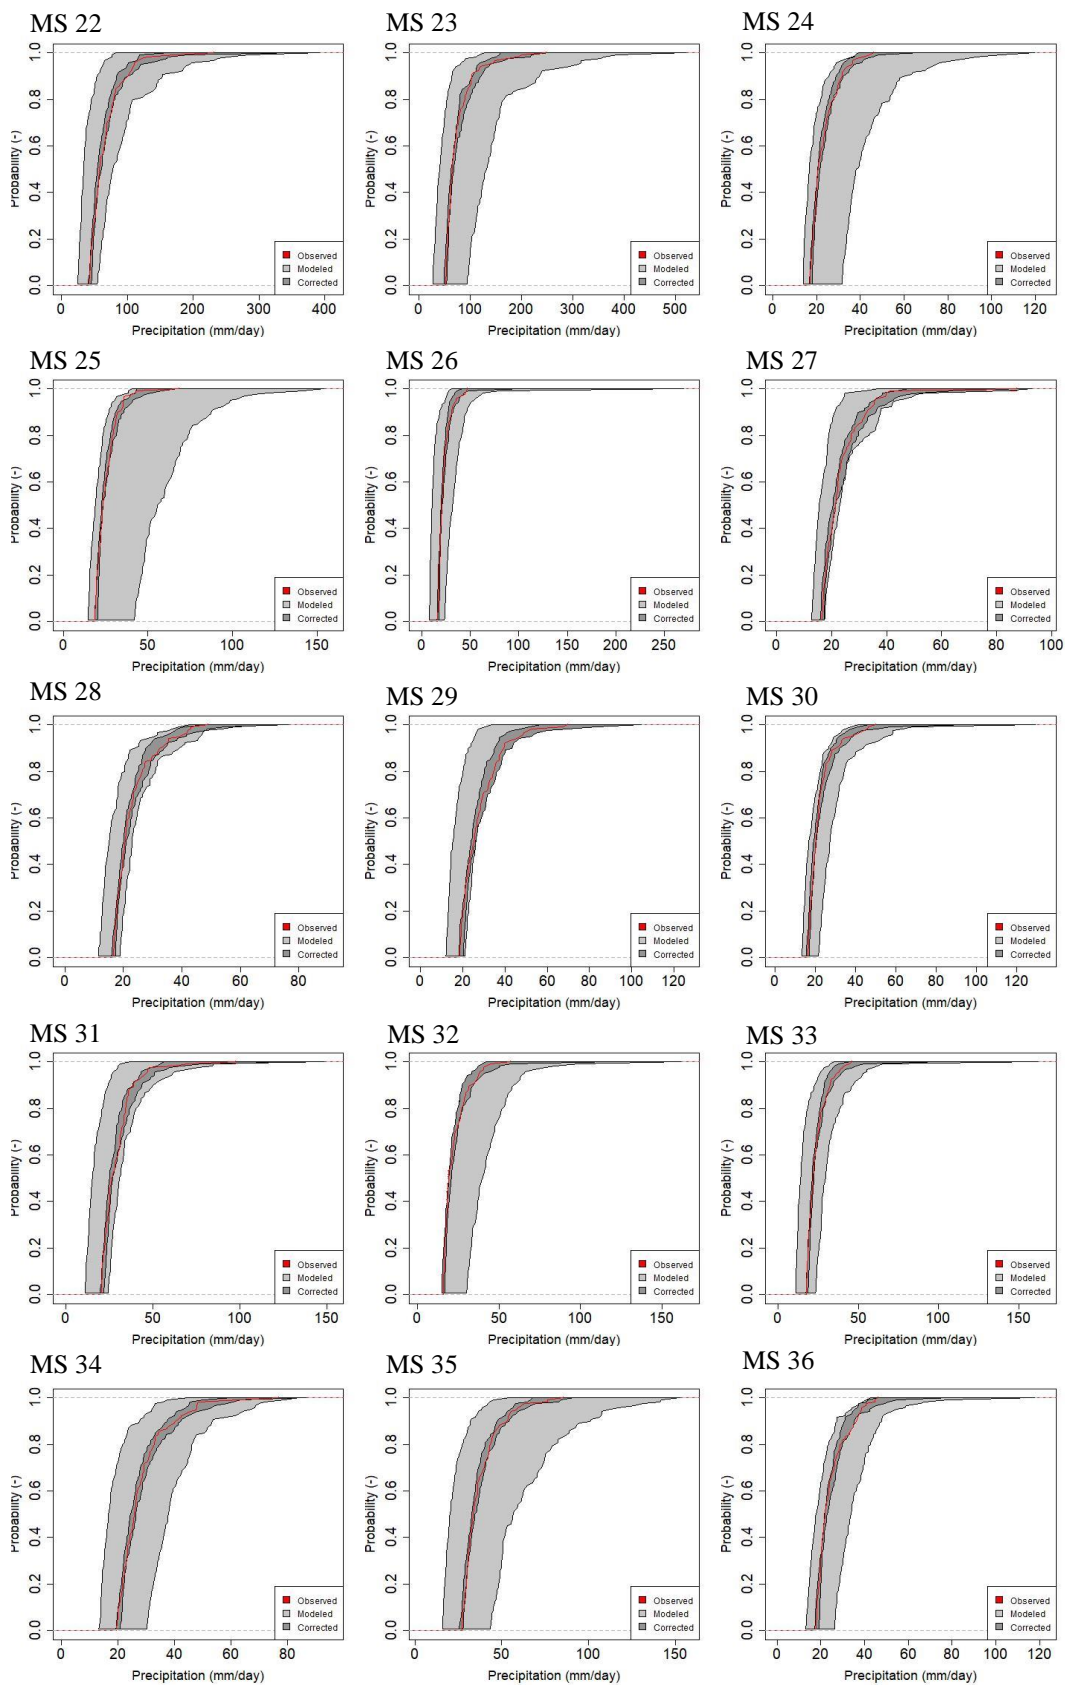 MS 22
Probability (-)
0.0 0.2 0.4 0.6 0.8 1.0
Observed
Modeled
Corrected
0 100 200 300 400
Precipitation (mm/day)
MS 23
Probability (-)
0.0 0.2 0.4 0.6 0.8 1.0
Observed
Modeled
Corrected
0 100 200 300 400 500
Precipitation (mm/day)
MS 24
Probability (-)
0.0 0.2 0.4 0.6 0.8 1.0
Observed
Modeled
Corrected
0 20 40 60 80 100 120
Precipitation (mm/day)
MS 25
Probability (-)
0.0 0.2 0.4 0.6 0.8 1.0
Observed
Modeled
Corrected
0 50 100 150
Precipitation (mm/day)
MS 26
Probability (-)
0.0 0.2 0.4 0.6 0.8 1.0
Observed
Modeled
Corrected
0 50 100 150 200 250
Precipitation (mm/day)
MS 27
Probability (-)
0.0 0.2 0.4 0.6 0.8 1.0
Observed
Modeled
Corrected
0 20 40 60 80 100
Precipitation (mm/day)
MS 28
Probability (-)
0.0 0.2 0.4 0.6 0.8 1.0
Observed
Modeled
Corrected
0 20 40 60 80
Precipitation (mm/day)
MS 29
Probability (-)
0.0 0.2 0.4 0.6 0.8 1.0
Observed
Modeled
Corrected
0 20 40 60 80 100 120
Precipitation (mm/day)
MS 30
Probability (-)
0.0 0.2 0.4 0.6 0.8 1.0
Observed
Modeled
Corrected
0 20 40 60 80 100 120
Precipitation (mm/day)
MS 31
Probability (-)
0.0 0.2 0.4 0.6 0.8 1.0
Observed
Modeled
Corrected
0 50 100 150
Precipitation (mm/day)
MS 32
Probability (-)
0.0 0.2 0.4 0.6 0.8 1.0
Observed
Modeled
Corrected
0 50 100 150
Precipitation (mm/day)
MS 33
Probability (-)
0.0 0.2 0.4 0.6 0.8 1.0
Observed
Modeled
Corrected
0 50 100 150
Precipitation (mm/day)
MS 34
Probability (-)
0.0 0.2 0.4 0.6 0.8 1.0
Observed
Modeled
Corrected
0 20 40 60 80
Precipitation (mm/day)
MS 35
Probability (-)
0.0 0.2 0.4 0.6 0.8 1.0
Observed
Modeled
Corrected
0 50 100 150
Precipitation (mm/day)
MS 36
Probability (-)
0.0 0.2 0.4 0.6 0.8 1.0
Observed
Modeled
Corrected
0 20 40 60 80 100 120
Precipitation (mm/day)